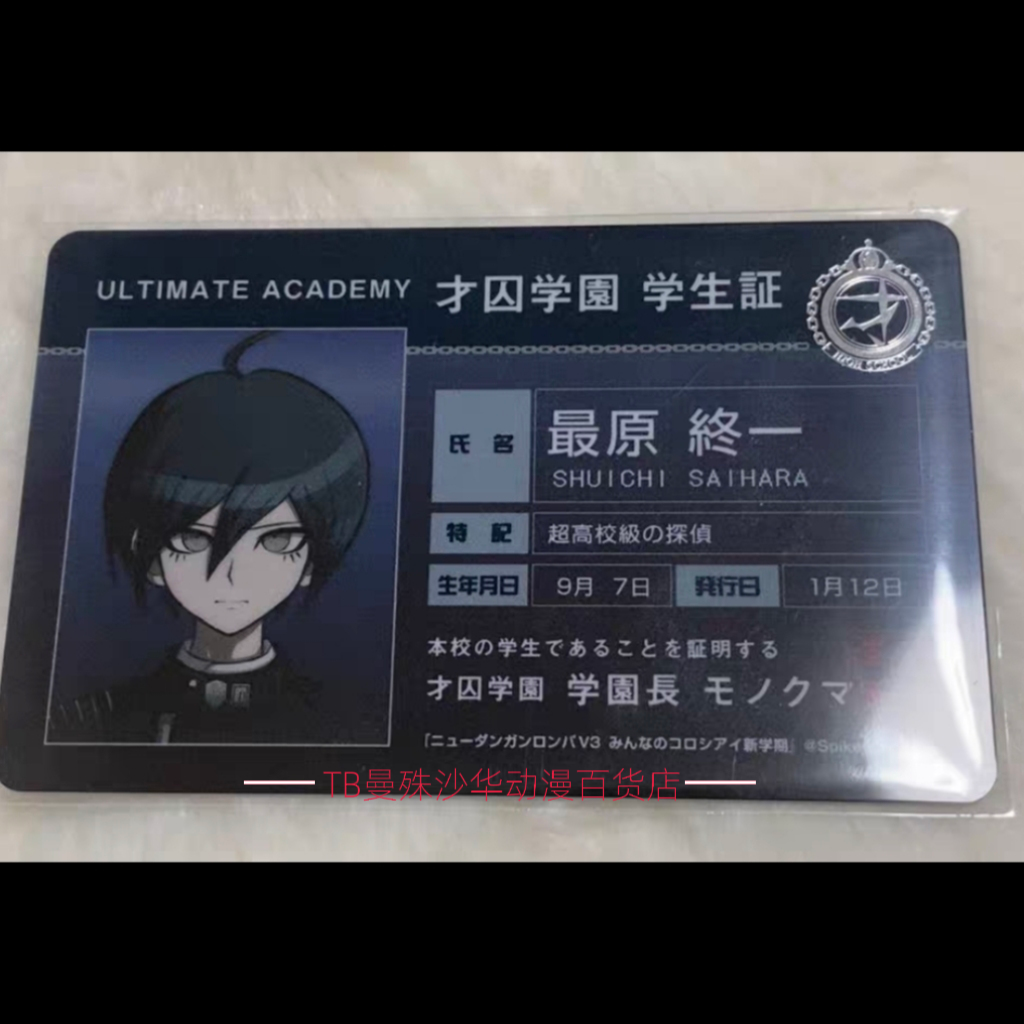 ULTIMATE ACADEMY 才囚学園 学生証
才
氏名 最原 終一
SHUICHI SAIHARA
特記 超高校級の探偵
生年月日 9月 7日 発行日 1月12日
本校の学生であることを証明する
才囚学園 学園長 モノクマ
『ニューダンガンロンパV3 みんなのコロシアイ新学期』 @Spike
TB曼殊沙华动漫百货店